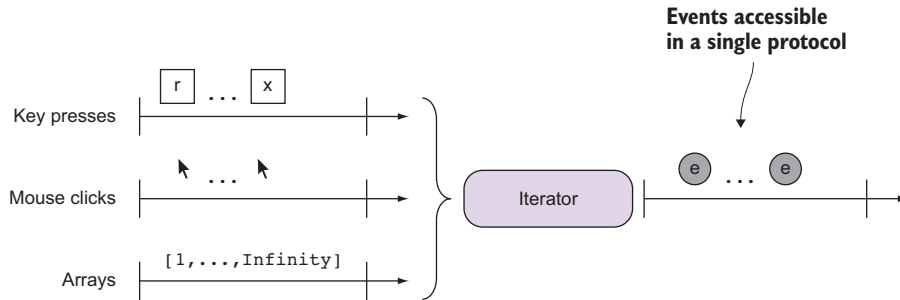 Events accessible
in a single protocol
r ... x
Key presses
Mouse clicks
...
Iterator
e ... e
[1,...,Infinity]
Arrays